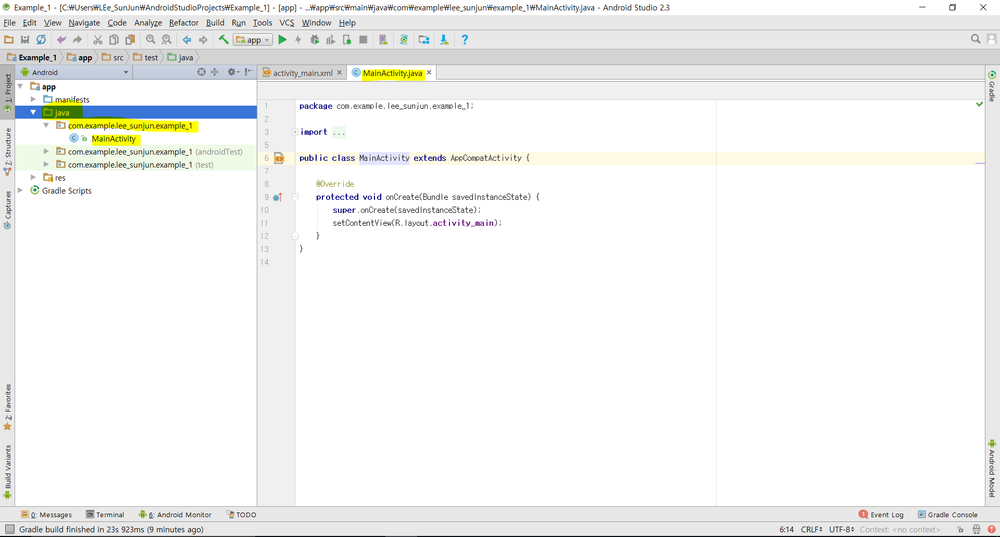 Example_1 - [C:₩Users₩LEe_SunJun₩AndroidStudioProjects₩Example_1] - [app] - ...₩app₩src₩main₩java₩com₩example₩lee_sunjun₩example_1₩MainActivity.java - Android Studio 2.3
File Edit View Navigate Code Analyze Refactor Build Run Tools VCS Window Help
app
Example_1 app src test java
1: Project
7: Structure
Captures
2: Favorites
Build Variants
Android
app
manifests
java
com.example.lee_sunjun.example_1
MainActivity
com.example.lee_sunjun.example_1 (androidTest)
com.example.lee_sunjun.example_1 (test)
res
Gradle Scripts
activity_main.xml MainActivity.java
1 package com.example.lee_sunjun.example_1;
2
3 import ...
5
6 public class MainActivity extends AppCompatActivity {
7
8 @Override
9 protected void onCreate(Bundle savedInstanceState) {
10 super.onCreate(savedInstanceState);
11 setContentView(R.layout.activity_main);
12 }
13 }
14
Gradle
Android Model
0: Messages Terminal 6: Android Monitor TODO 1 Event Log Gradle Console
Gradle build finished in 23s 923ms (9 minutes ago) 6:14 CRLF UTF-8 Context: <no context>